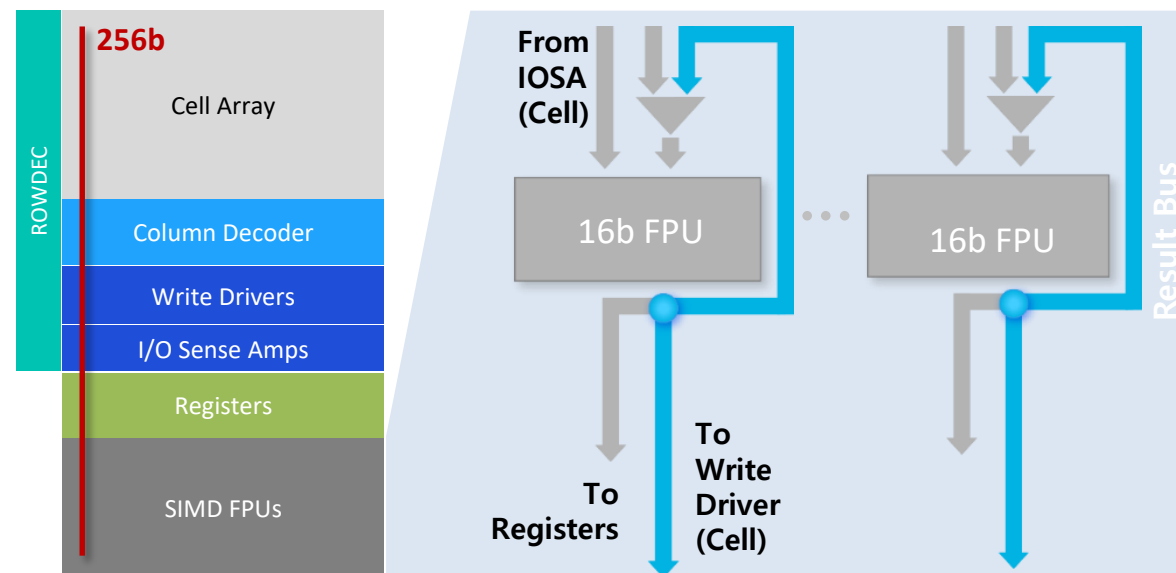 ROWDEC
256b
Cell Array
Column Decoder
Write Drivers
I/O Sense Amps
Registers
SIMD FPUs
From
IOSA
(Cell)
16b FPU
16b FPU
Result Bus
To
Registers
To
Write
Driver
(Cell)